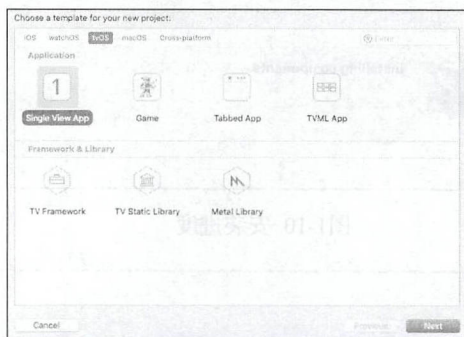 Choose a template for your new project:
iOS watchOS tvOS macOS Cross-platform
Application
1
Single View App Game Tabbed App TVML App
Framework & Library
TV Framework TV Static Library Metal Library
Cancel Previous Next